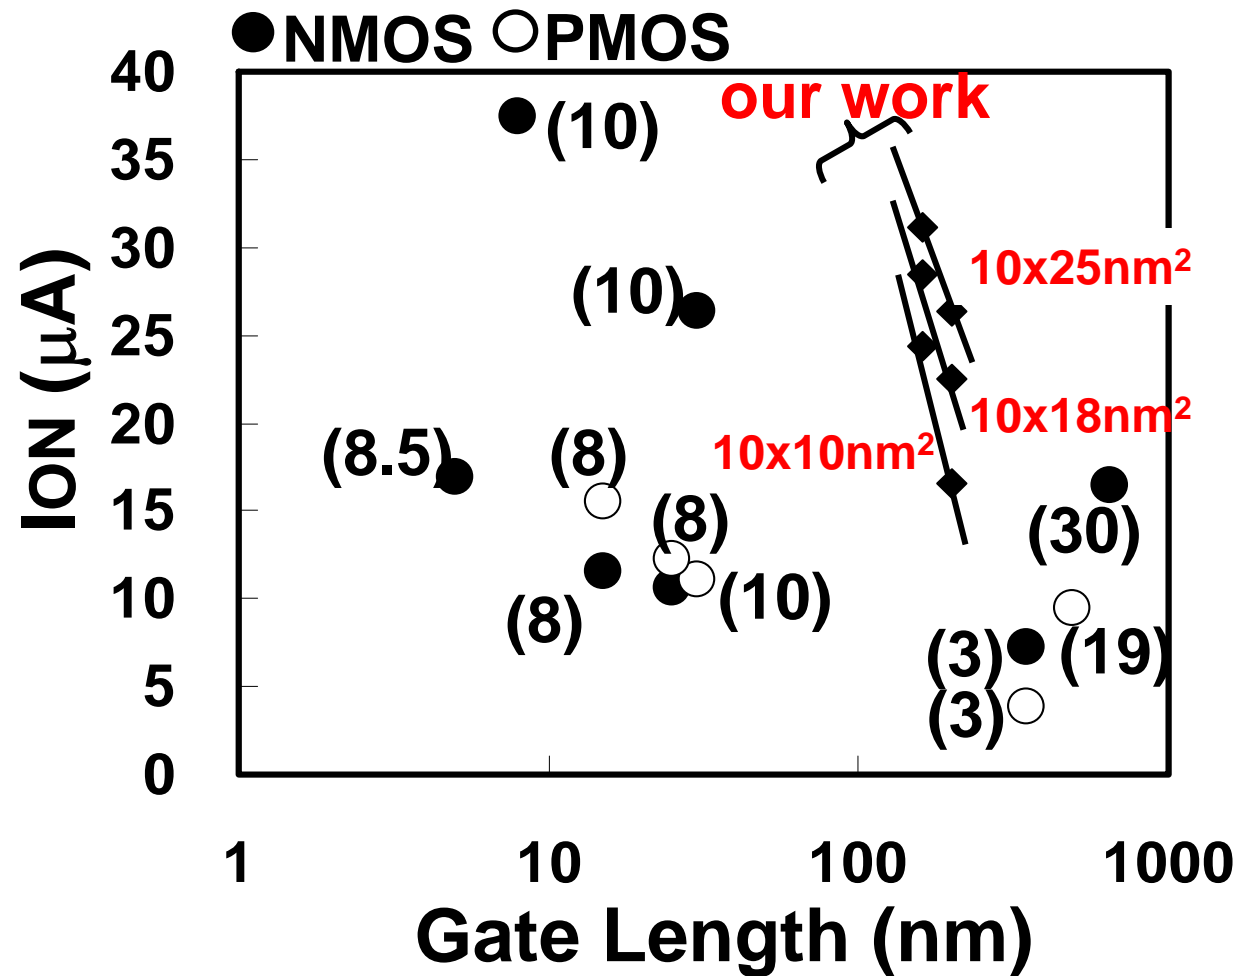 NMOS PMOS
40
35
30
25
20
15
10
5
0
ION (μA)
our work
(10)
(10)
10x25nm²
10x18nm²
10x10nm²
(8.5)
(8)
(8)
(30)
(8)
(10)
(3)
(19)
(3)
1 10 100 1000
Gate Length (nm)